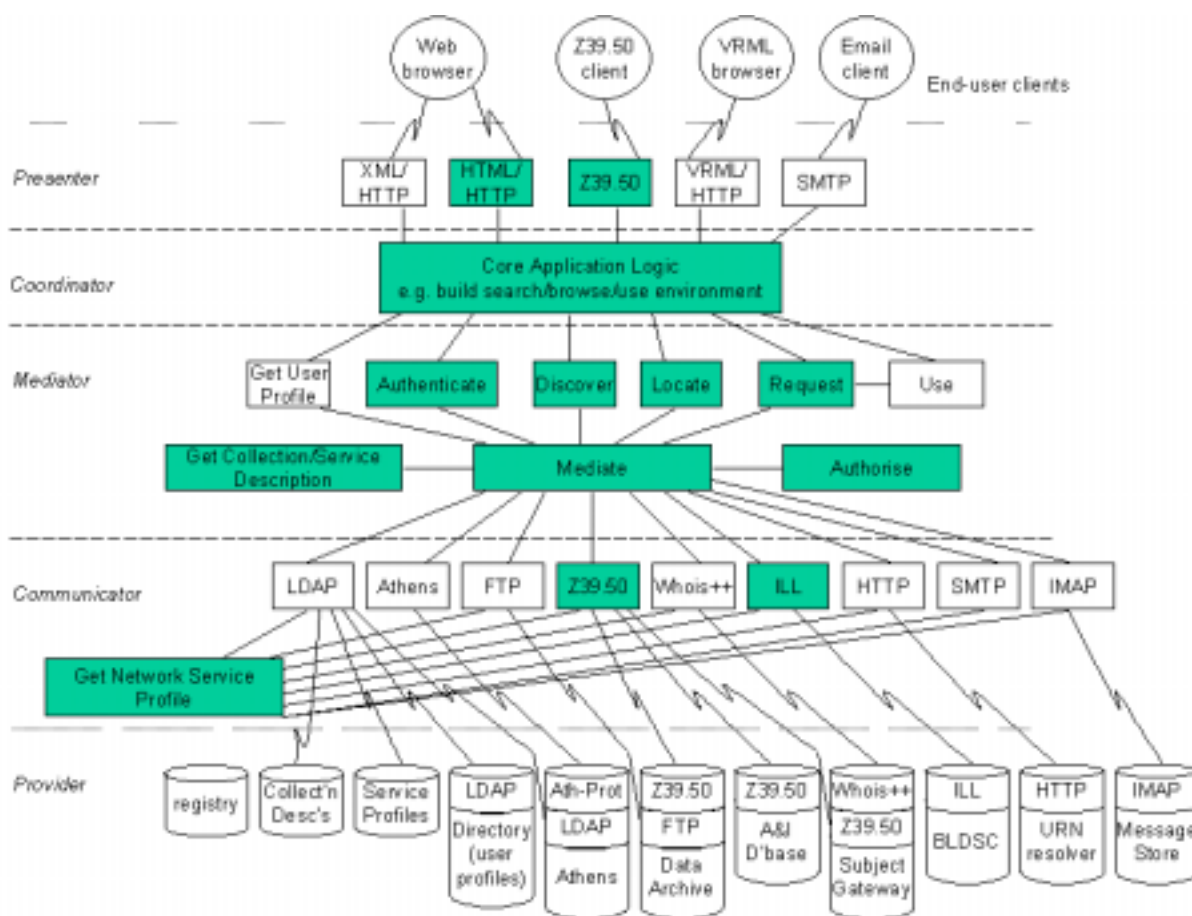 Web
browser
Z39.50
client
VRML
browser
Email
client
End-user clients
Presenter
XML/
HTTP
HTML/
HTTP
Z39.50
VRML/
HTTP
SMTP
Coordinator
Core Application Logic
e.g. build search/browse/use environment
Mediator
Get User
Profile
Authenticate
Discover
Locate
Request
Use
Get Collection/Service
Description
Mediate
Authorise
Communicator
LDAP
Athens
FTP
Z39.50
Whois++
ILL
HTTP
SMTP
IMAP
Get Network Service
Profile
Provider
registry
Collect'n
Desc's
Service
Profiles
LDAP
Directory
(user
profiles)
Ath-Prot
LDAP
Athens
Z39.50
FTP
Data
Archive
Z39.50
A&I
D'base
Whois++
Z39.50
Subject
Gateway
ILL
BLDSC
HTTP
URN
resolver
IMAP
Message
Store